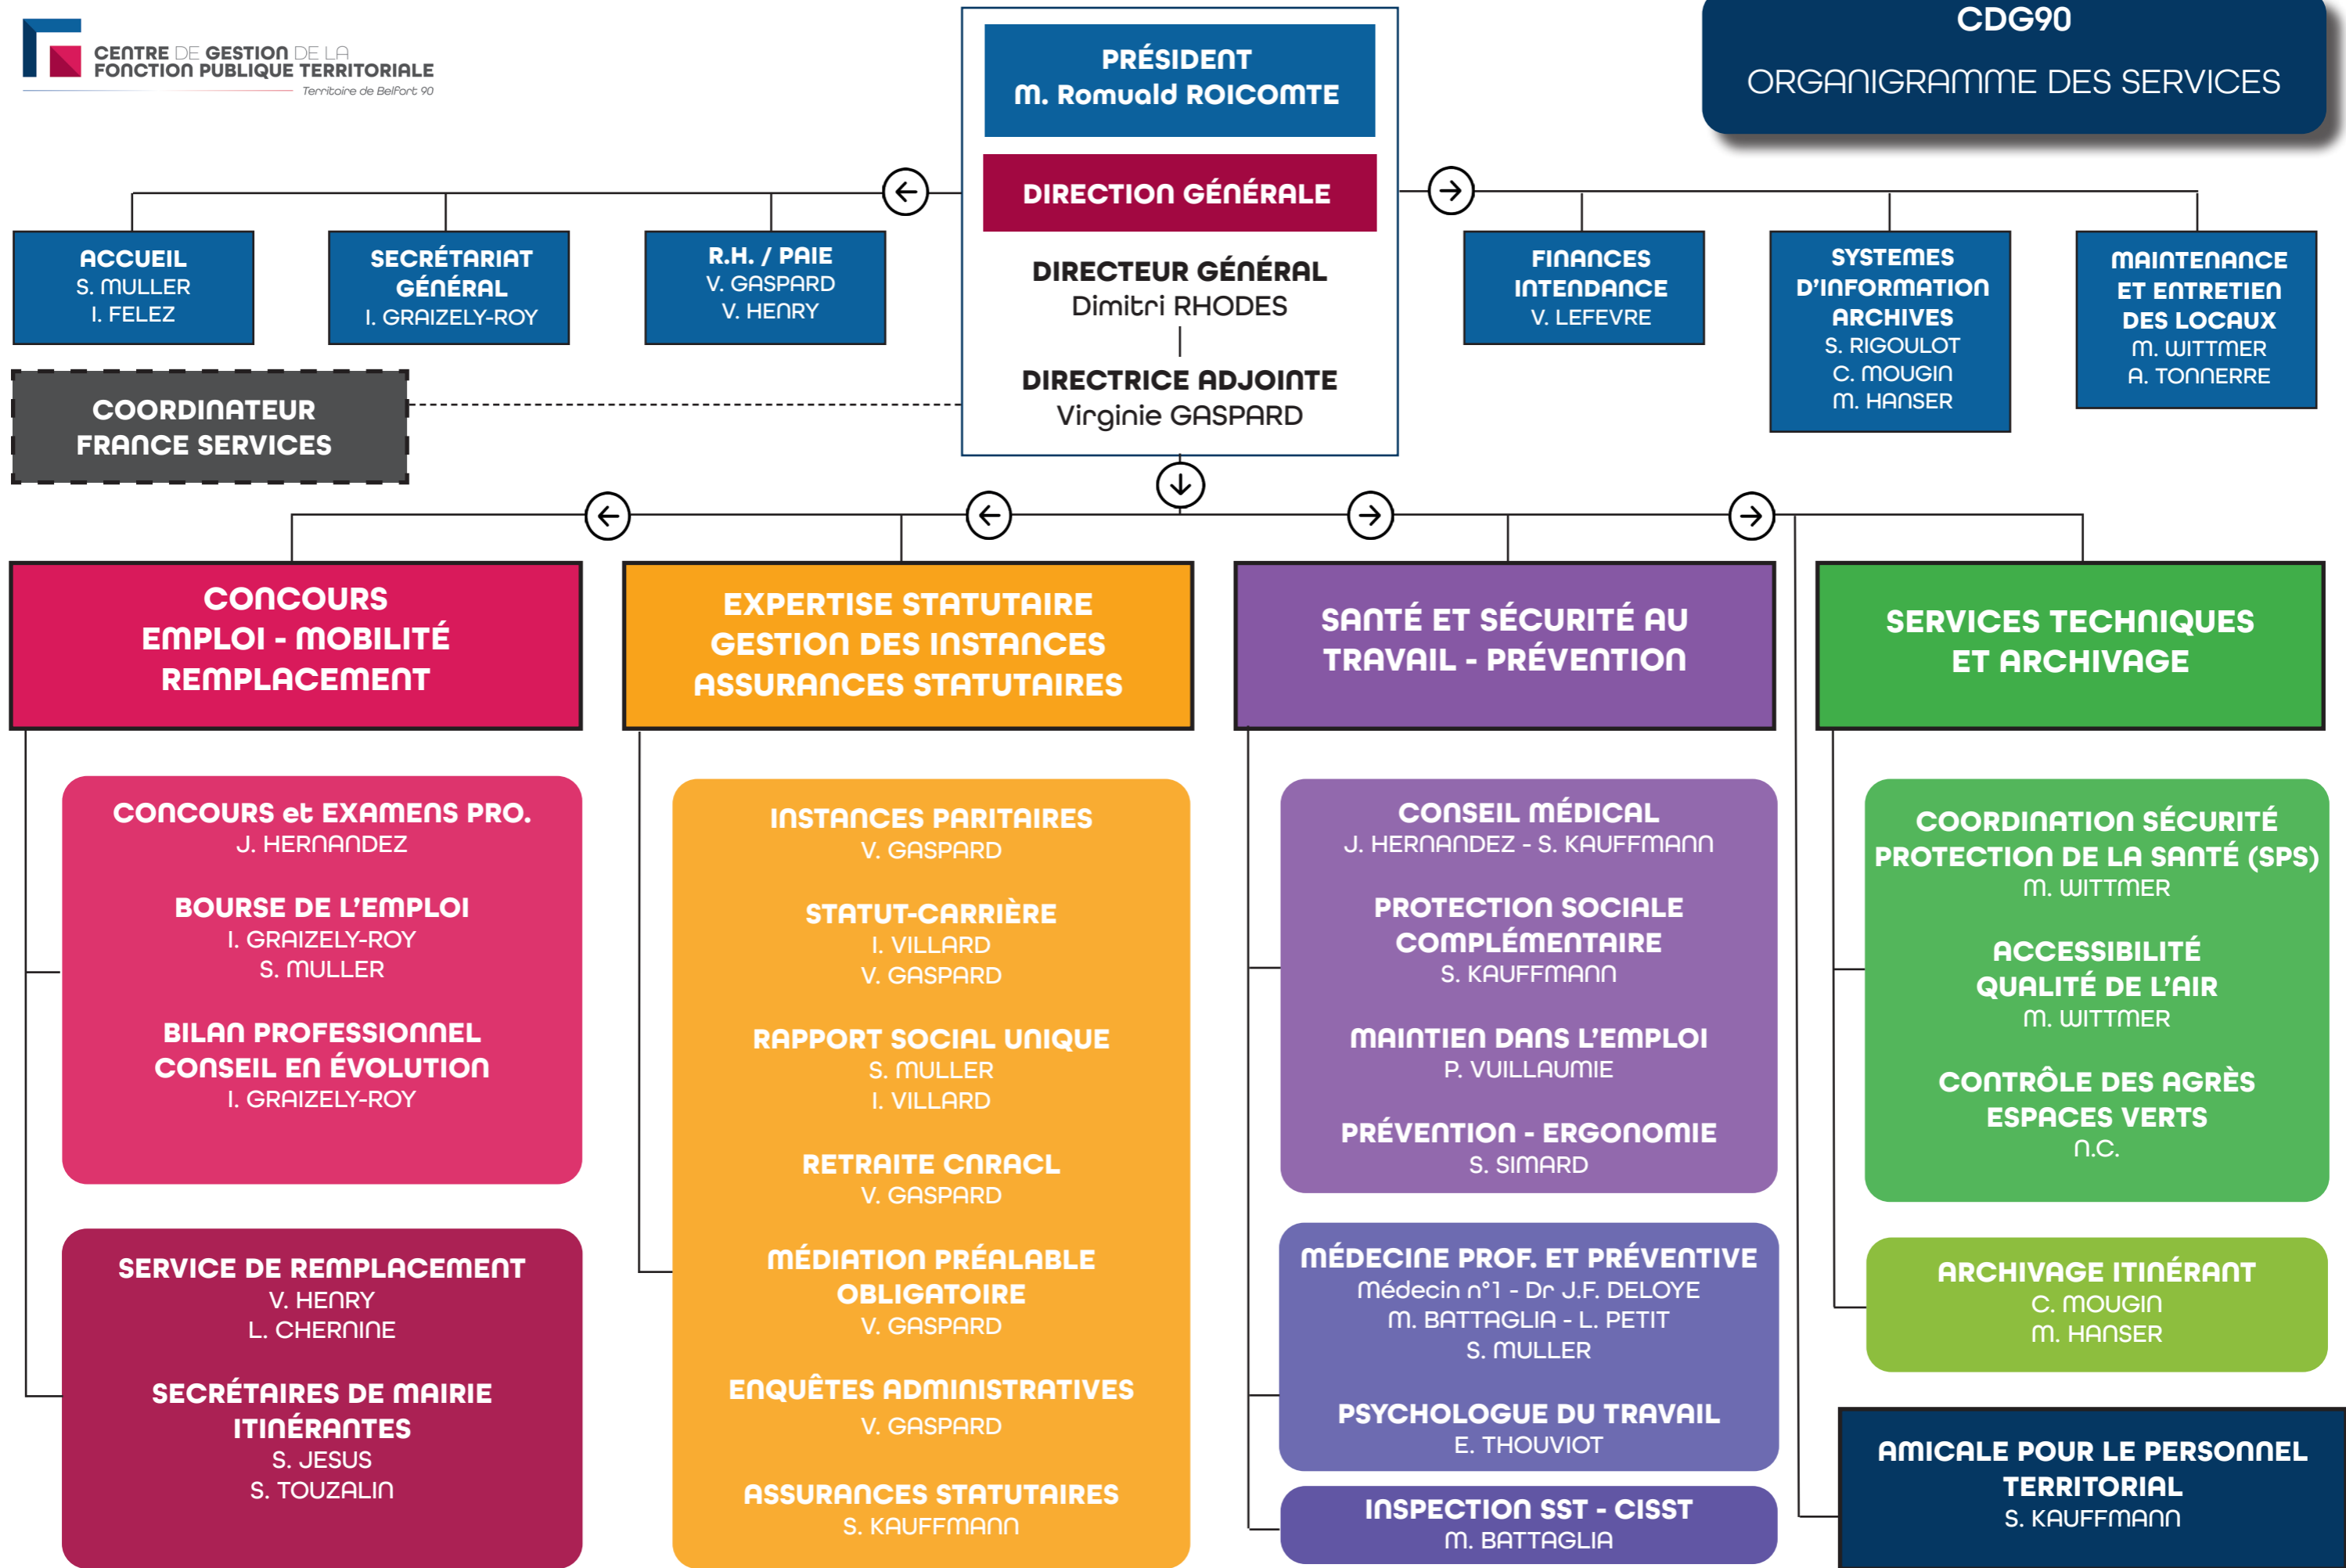 CENTRE DE GESTION DE LA
FONCTION PUBLIQUE TERRITORIALE
Territoire de Belfort 90
PRÉSIDENT
M. Romuald ROICOMTE
DIRECTION GÉNÉRALE
DIRECTEUR GÉNÉRAL
Dimitri RHODES
DIRECTRICE ADJOINTE
Virginie GASPARD
CDG90
ORGANIGRAMME DES SERVICES
ACCUEIL
S. MULLER
I. FELEZ
SECRÉTARIAT
GÉNÉRAL
I. GRAIZELY-ROY
R.H. / PAIE
V. GASPARD
V. HENRY
FINANCES
INTENDANCE
V. LEFEVRE
SYSTEMES
D'INFORMATION
ARCHIVES
S. RIGOULOT
C. MOUGIN
M. HANSER
MAINTENANCE
ET ENTRETIEN
DES LOCAUX
M. WITTMER
A. TONNERRE
COORDINATEUR
FRANCE SERVICES
CONCOURS
EMPLOI - MOBILITÉ
REMPLACEMENT
CONCOURS et EXAMENS PRO.
J. HERNANDEZ
BOURSE DE L'EMPLOI
I. GRAIZELY-ROY
S. MULLER
BILAN PROFESSIONNEL
CONSEIL EN ÉVOLUTION
I. GRAIZELY-ROY
SERVICE DE REMPLACEMENT
V. HENRY
L. CHERNINE
SECRÉTAIRES DE MAIRIE
ITINÉRANTES
S. JESUS
S. TOUZALIN
EXPERTISE STATUTAIRE
GESTION DES INSTANCES
ASSURANCES STATUTAIRES
INSTANCES PARITAIRES
V. GASPARD
STATUT-CARRIÈRE
I. VILLARD
V. GASPARD
RAPPORT SOCIAL UNIQUE
S. MULLER
I. VILLARD
RETRAITE CNRACL
V. GASPARD
MÉDIATION PRÉALABLE
OBLIGATOIRE
V. GASPARD
ENQUÊTES ADMINISTRATIVES
V. GASPARD
ASSURANCES STATUTAIRES
S. KAUFFMANN
SANTÉ ET SÉCURITÉ AU
TRAVAIL - PRÉVENTION
CONSEIL MÉDICAL
J. HERNANDEZ - S. KAUFFMANN
PROTECTION SOCIALE
COMPLÉMENTAIRE
S. KAUFFMANN
MAINTIEN DANS L'EMPLOI
P. VUILLAUMIE
PRÉVENTION - ERGONOMIE
S. SIMARD
MÉDECINE PROF. ET PRÉVENTIVE
Médecin n°1 - Dr J.F. DELOYE
M. BATTAGLIA - L. PETIT
S. MULLER
PSYCHOLOGUE DU TRAVAIL
E. THOUVIOT
INSPECTION SST - CISST
M. BATTAGLIA
SERVICES TECHNIQUES
ET ARCHIVAGE
COORDINATION SÉCURITÉ
PROTECTION DE LA SANTÉ (SPS)
M. WITTMER
ACCESSIBILITÉ
QUALITÉ DE L'AIR
M. WITTMER
CONTRÔLE DES AGRÈS
ESPACES VERTS
N.C.
ARCHIVAGE ITINÉRANT
C. MOUGIN
M. HANSER
AMICALE POUR LE PERSONNEL
TERRITORIAL
S. KAUFFMANN